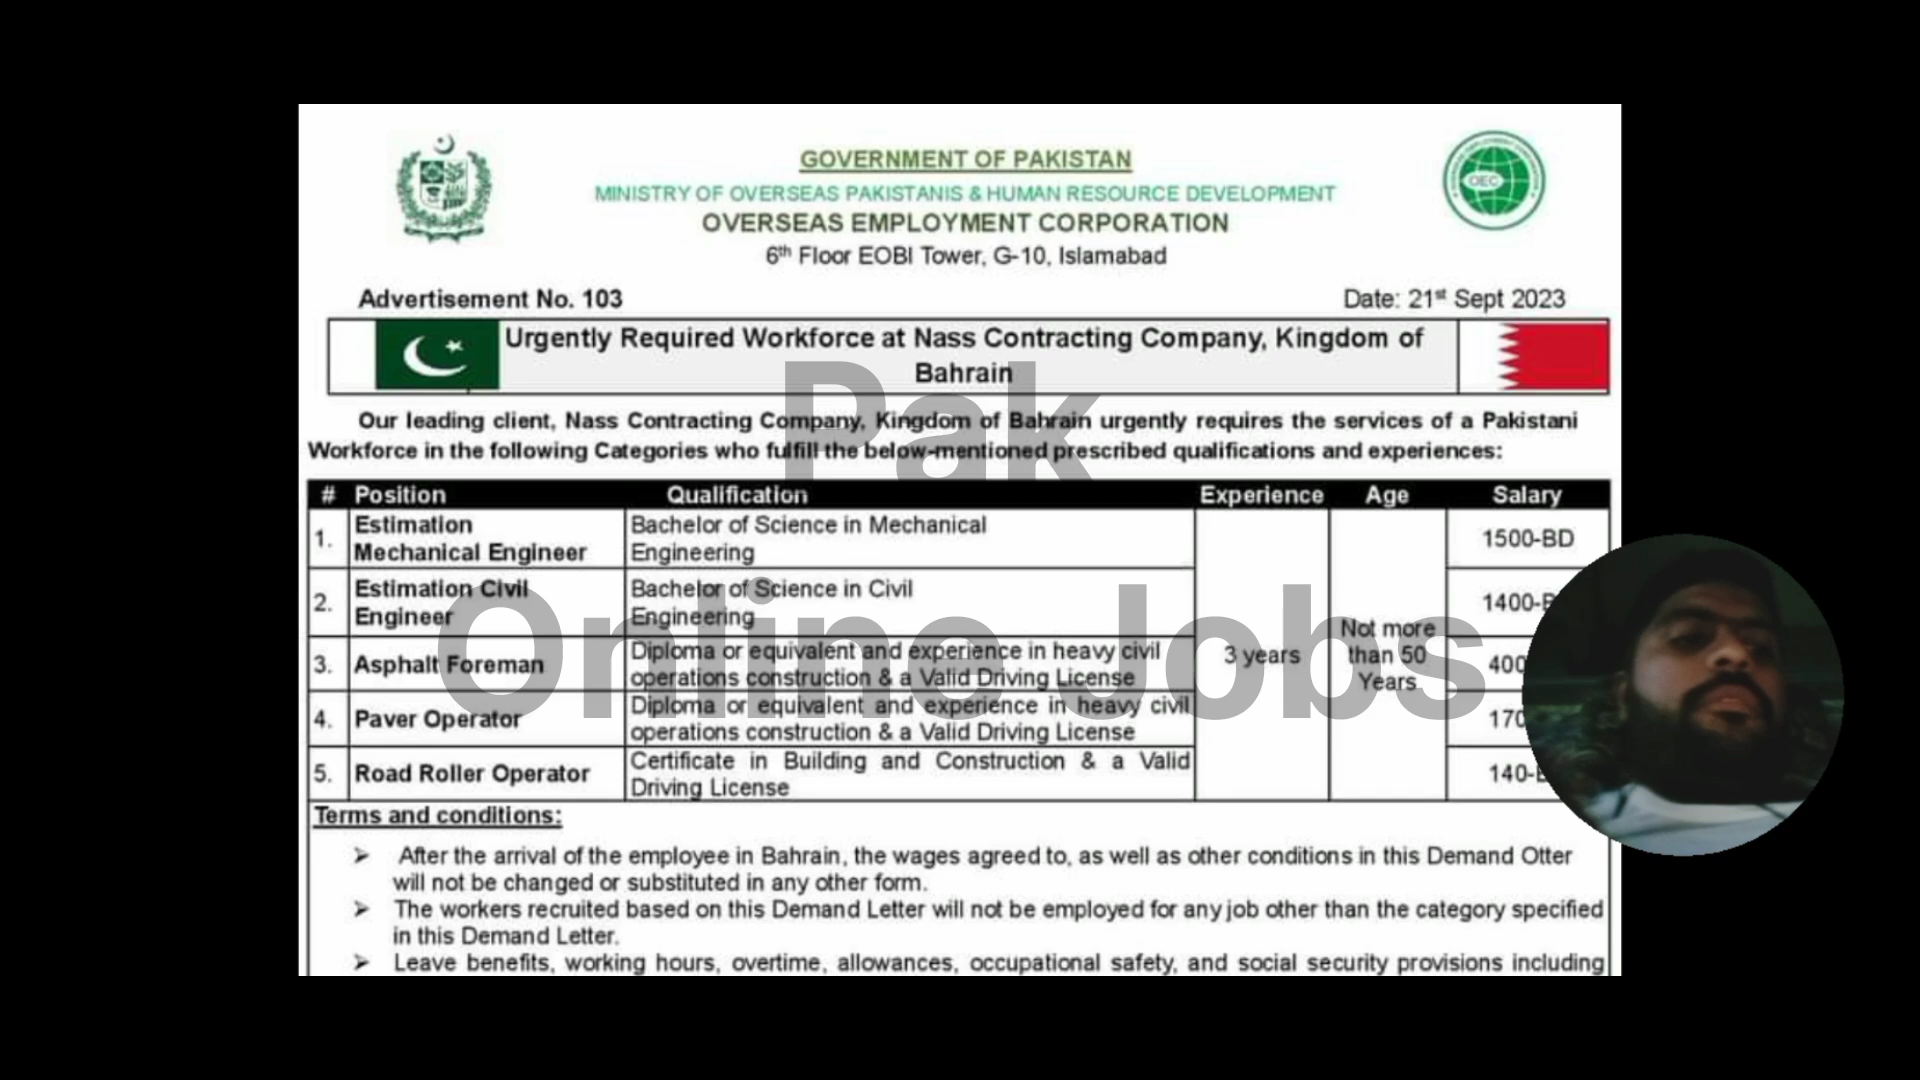 GOVERNMENT OF PAKISTAN
MINISTRY OF OVERSEAS PAKISTANIS & HUMAN RESOURCE DEVELOPMENT
OVERSEAS EMPLOYMENT CORPORATION
6th Floor EOBI Tower, G-10, Islamabad
OEC
Advertisement No. 103 Date: 21st Sept 2023
Urgently Required Workforce at Nass Contracting Company, Kingdom of
Bahrain
Our leading client, Nass Contracting Company, Kingdom of Bahrain urgently requires the services of a Pakistani
Workforce in the following Categories who fulfill the below-mentioned prescribed qualifications and experiences:
# Position Qualification Experience Age Salary
1. Estimation Mechanical Engineer Bachelor of Science in Mechanical Engineering 1500-BD
2. Estimation Civil Engineer Bachelor of Science in Civil Engineering 1400-B
3. Asphalt Foreman Diploma or equivalent and experience in heavy civil operations construction & a Valid Driving License 400
4. Paver Operator Diploma or equivalent and experience in heavy civil operations construction & a Valid Driving License 170
5. Road Roller Operator Certificate in Building and Construction & a Valid Driving License 140-
3 years
Not more
than 50
Years
Terms and conditions:
➢ After the arrival of the employee in Bahrain, the wages agreed to, as well as other conditions in this Demand Otter
will not be changed or substituted in any other form.
➢ The workers recruited based on this Demand Letter will not be employed for any job other than the category specified
in this Demand Letter.
➢ Leave benefits, working hours, overtime, allowances, occupational safety, and social security provisions including
Pak
Online Jobs